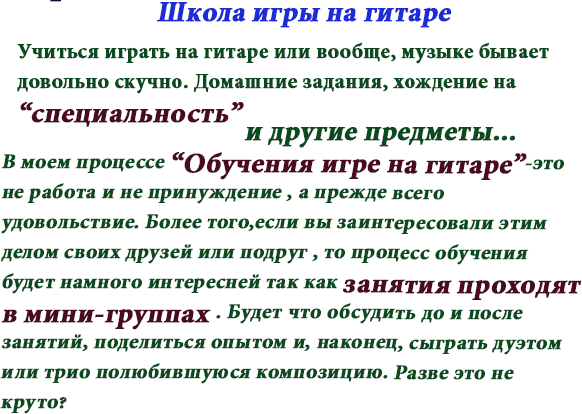 Школа игры на гитаре
Учиться играть на гитаре или вообще, музыке бывает
довольно скучно. Домашние задания, хождение на
“специальность”
и другие предметы...
В моем процессе “Обучения игре на гитаре”-это
не работа и не принуждение , а прежде всего
удовольствие. Более того,если вы заинтересовали этим
делом своих друзей или подруг , то процесс обучения
будет намного интересней так как занятия проходят
в мини-группах . Будет что обсудить до и после
занятий, поделиться опытом и, наконец, сыграть дуэтом
или трио полюбившуюся композицию. Разве это не
круто?